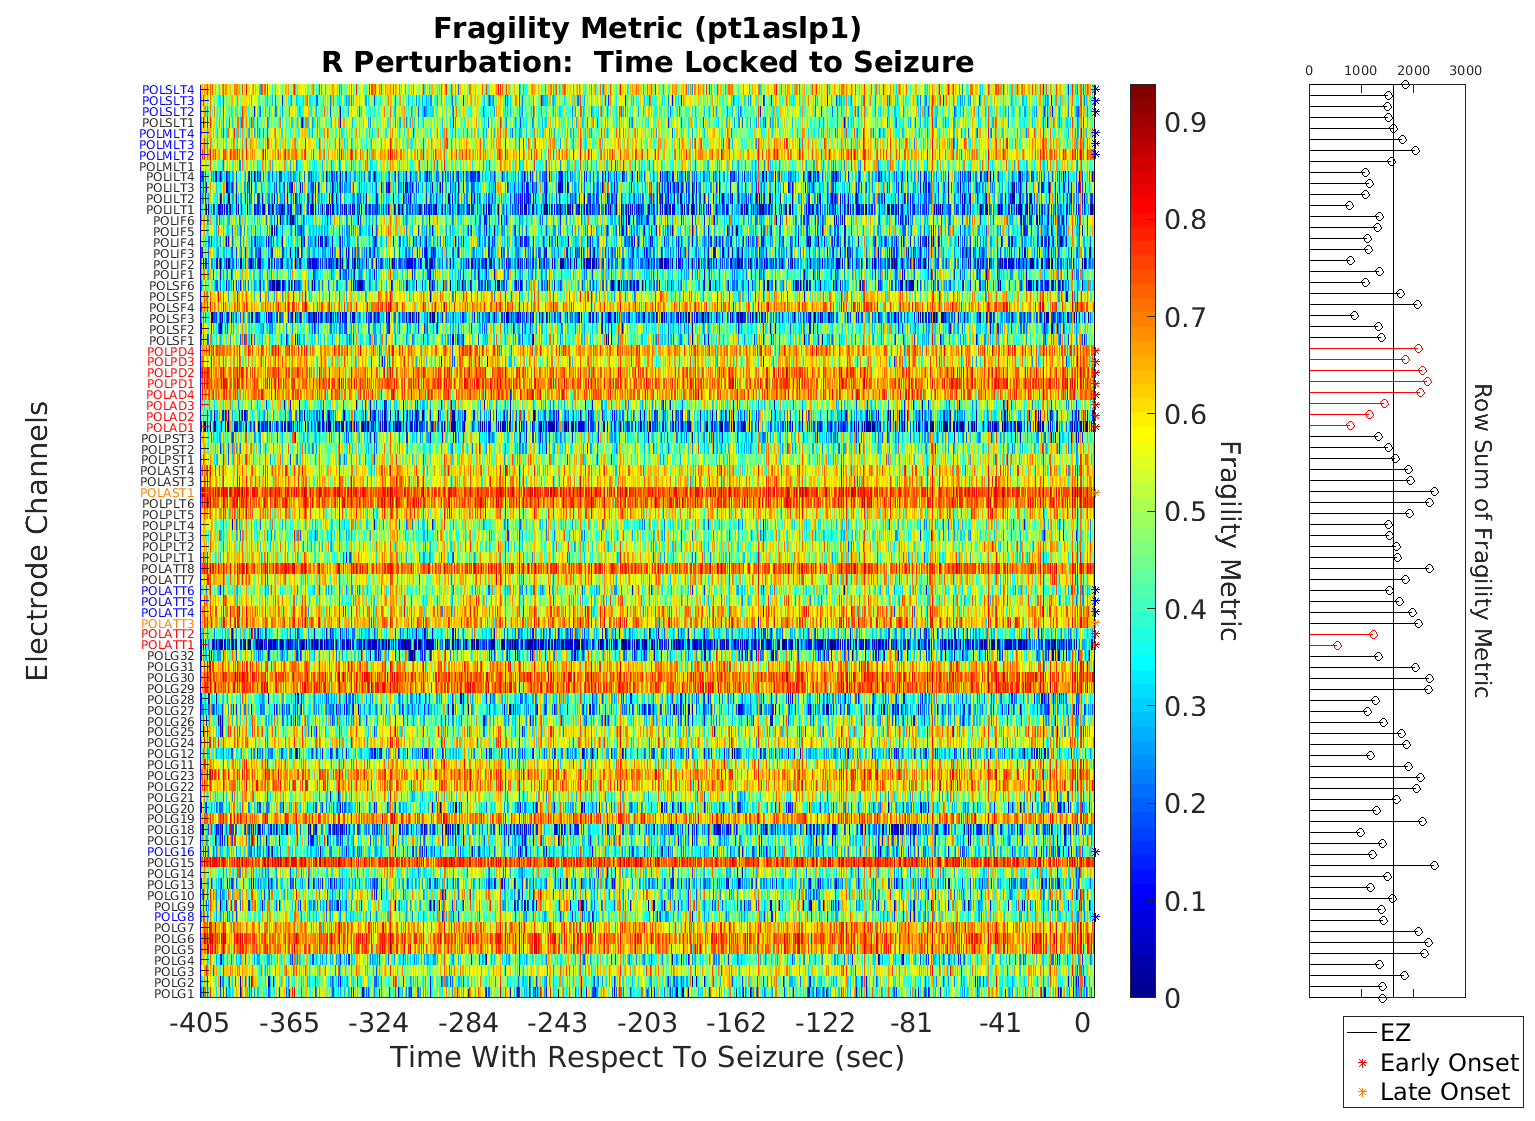 Fragility Metric (pt1aslp1)
R Perturbation:  Time Locked to Seizure
Electrode Channels
POLSLT4
POLSLT3
POLSLT2
POLSLT1
POLMLT4
POLMLT3
POLMLT2
POLMLT1
POLILT4
POLILT3
POLILT2
POLILT1
POLIF6
POLIF5
POLIF4
POLIF3
POLIF2
POLIF1
POLSF6
POLSF5
POLSF4
POLSF3
POLSF2
POLSF1
POLPD4
POLPD3
POLPD2
POLPD1
POLAD4
POLAD3
POLAD2
POLAD1
POLPST3
POLPST2
POLPST1
POLAST4
POLAST3
POLAST1
POLPLT6
POLPLT5
POLPLT4
POLPLT3
POLPLT2
POLPLT1
POLATT8
POLATT7
POLATT6
POLATT5
POLATT4
POLATT3
POLATT2
POLATT1
POLG32
POLG31
POLG30
POLG29
POLG28
POLG27
POLG26
POLG25
POLG24
POLG12
POLG11
POLG23
POLG22
POLG21
POLG20
POLG19
POLG18
POLG17
POLG16
POLG15
POLG14
POLG13
POLG10
POLG9
POLG8
POLG7
POLG6
POLG5
POLG4
POLG3
POLG2
POLG1
-405 -365 -324 -284 -243 -203 -162 -122 -81 -41 0
Time With Respect To Seizure (sec)
0.9
0.8
0.7
0.6
0.5
0.4
0.3
0.2
0.1
0
Fragility Metric
0 1000 2000 3000
Row Sum of Fragility Metric
EZ
Early Onset
Late Onset